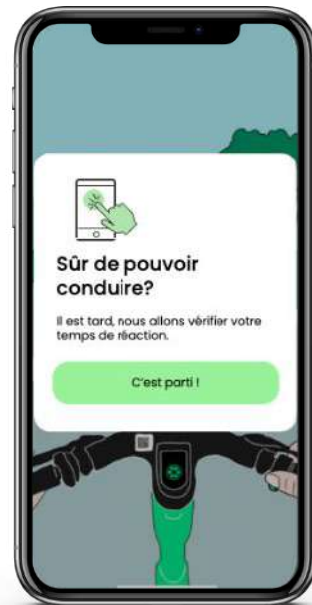 Sûr de pouvoir
conduire?
Il est tard, nous allons vérifier votre
temps de réaction.
C'est parti !